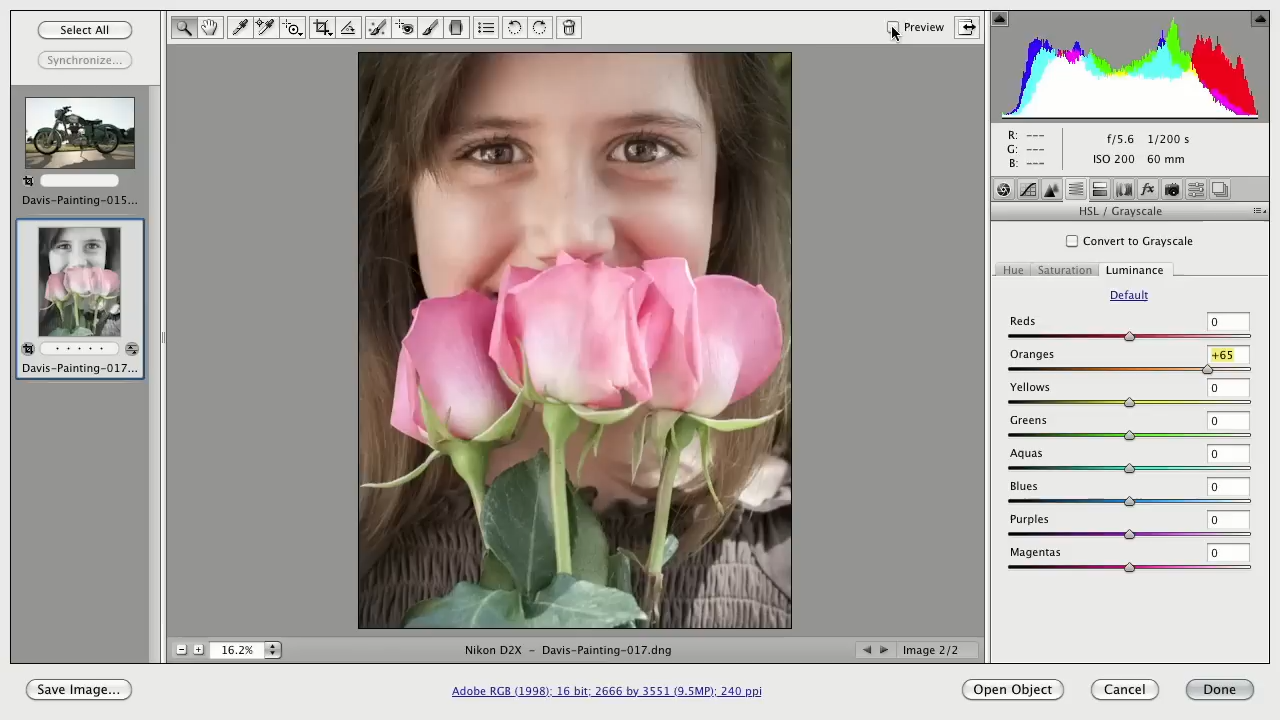 Select All
Synchronize...
Davis-Painting-015...
Davis-Painting-017...
Preview
16.2%
Nikon D2X – Davis-Painting-017.dng
Image 2/2
R: ---
G: ---
B: ---
f/5.6 1/200 s
ISO 200 60 mm
fx
HSL / Grayscale
Convert to Grayscale
Hue Saturation Luminance
Default
Reds 0
Oranges +65
Yellows 0
Greens 0
Aquas 0
Blues 0
Purples 0
Magentas 0
Save Image...
Adobe RGB (1998); 16 bit; 2666 by 3551 (9.5MP); 240 ppi
Open Object
Cancel
Done